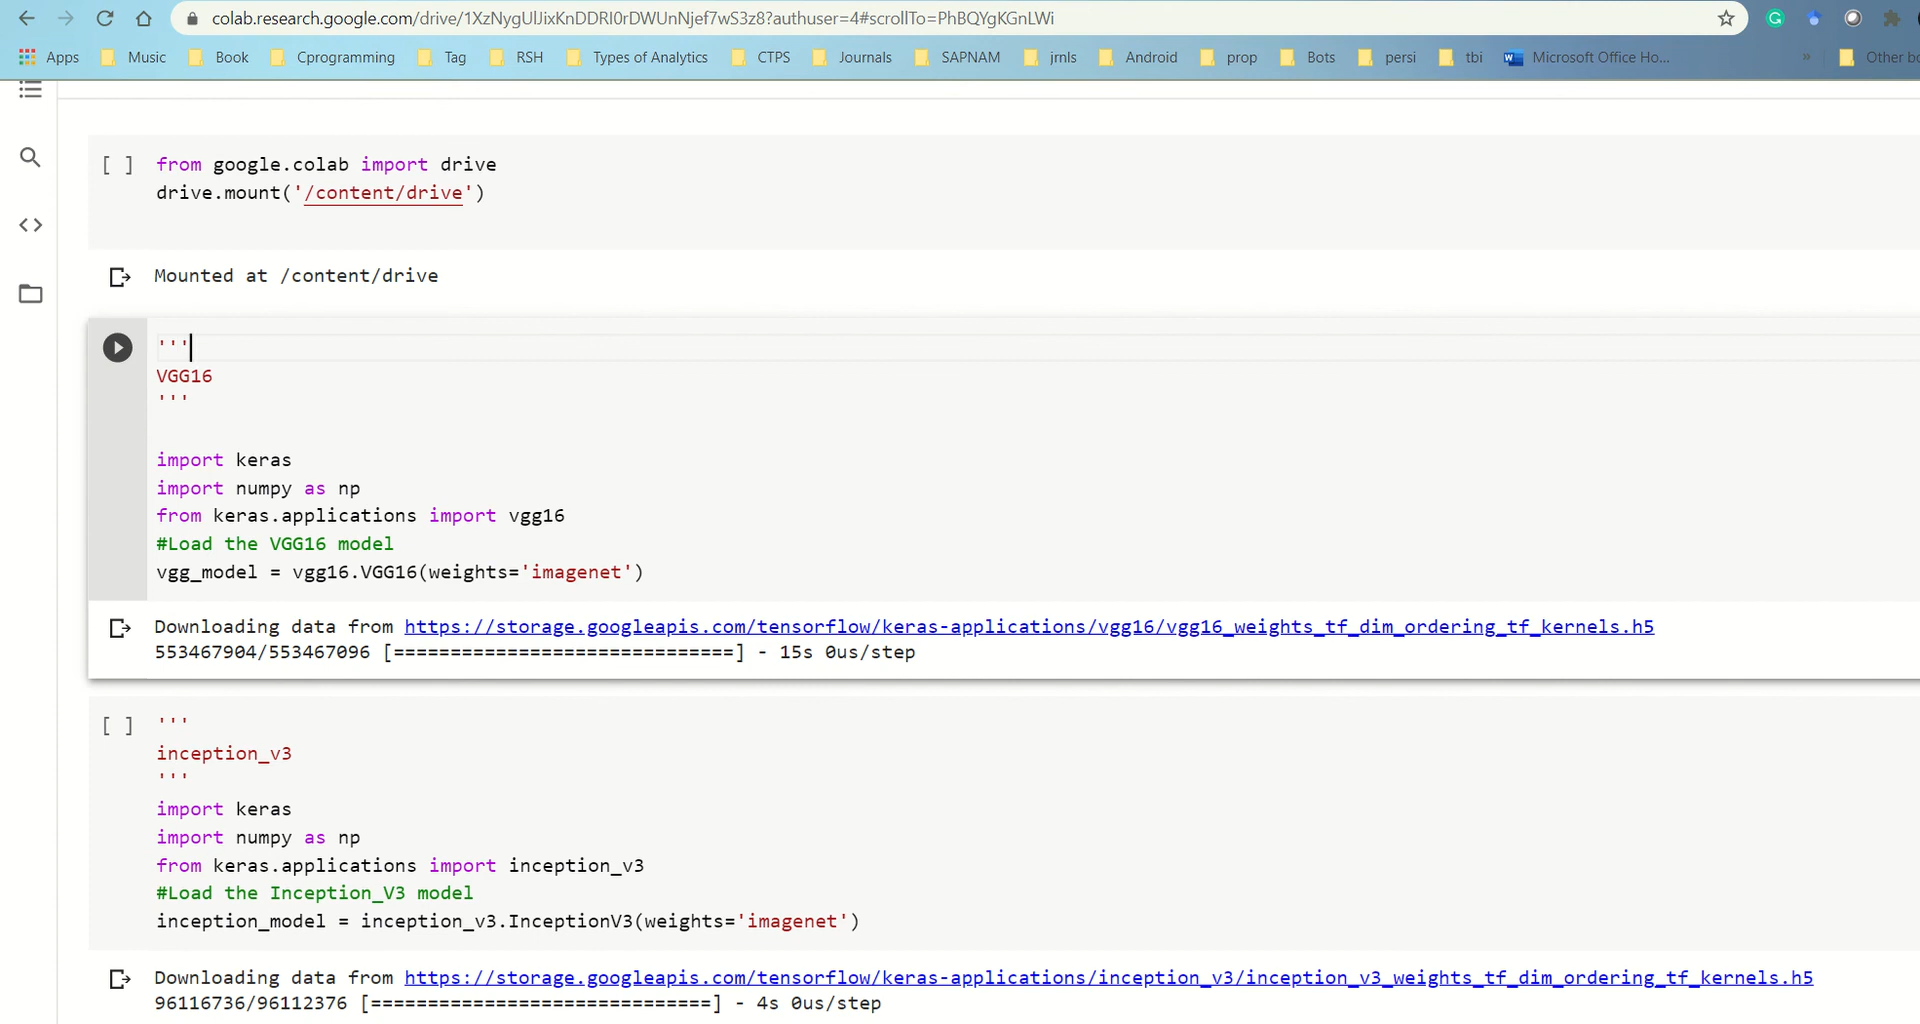 colab.research.google.com/drive/1XzNygUlJixKnDDRI0rDWUnNjef7wS3z8?authuser=4#scrollTo=PhBQYgKGnLWi
Apps Music Book Cprogramming Tag RSH Types of Analytics CTPS Journals SAPNAM jrnls Android prop Bots persi tbi Microsoft Office Ho... » Other bo
[ ] from google.colab import drive
drive.mount('/content/drive')
Mounted at /content/drive
'''
VGG16
'''
import keras
import numpy as np
from keras.applications import vgg16
#Load the VGG16 model
vgg_model = vgg16.VGG16(weights='imagenet')
Downloading data from https://storage.googleapis.com/tensorflow/keras-applications/vgg16/vgg16_weights_tf_dim_ordering_tf_kernels.h5
553467904/553467096 [==============================] - 15s 0us/step
[ ] '''
inception_v3
'''
import keras
import numpy as np
from keras.applications import inception_v3
#Load the Inception_V3 model
inception_model = inception_v3.InceptionV3(weights='imagenet')
Downloading data from https://storage.googleapis.com/tensorflow/keras-applications/inception_v3/inception_v3_weights_tf_dim_ordering_tf_kernels.h5
96116736/96112376 [==============================] - 4s 0us/step